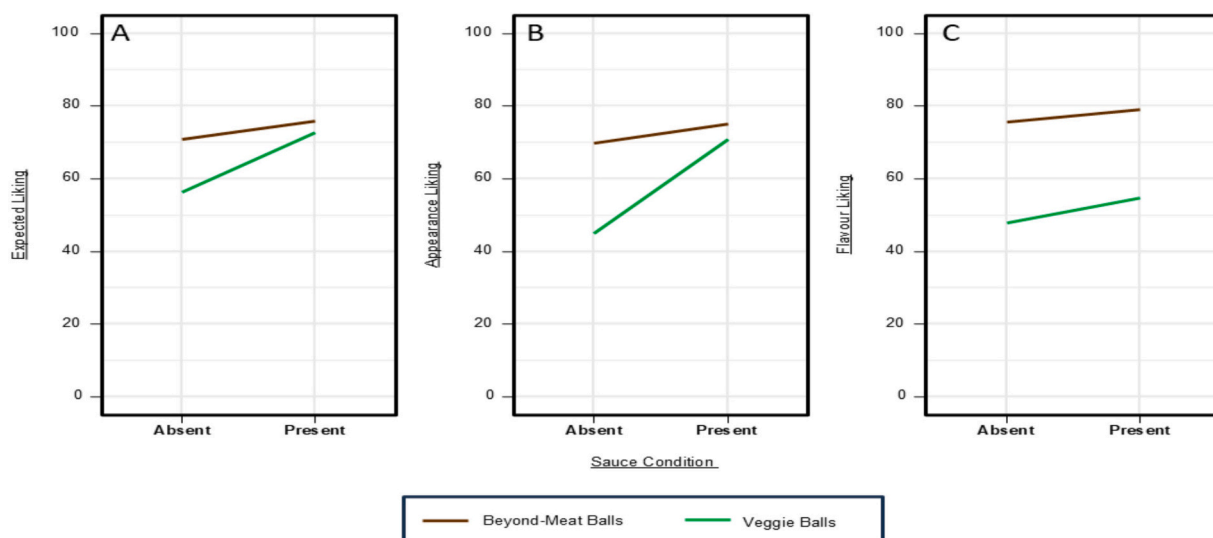 A
100
80
60
40
20
0
Expected Liking
Absent Present
B
100
80
60
40
20
0
Appearance Liking
Absent Present
C
100
80
60
40
20
0
Flavour Liking
Absent Present
Sauce Condition
Beyond-Meat Balls Veggie Balls